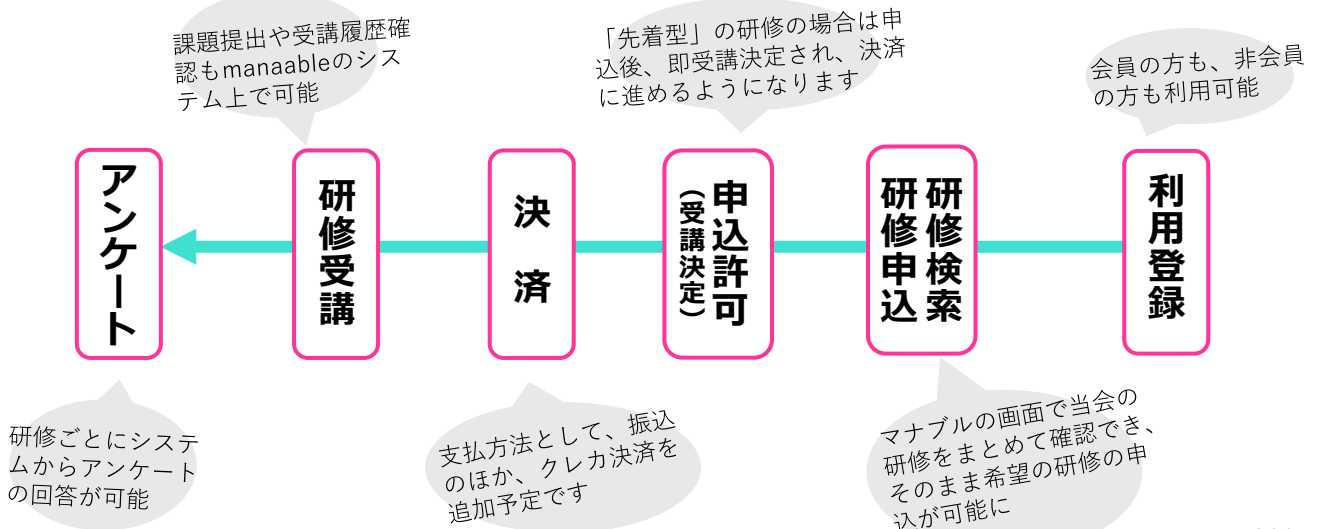 会員の方も、非会員
の方も利用可能
利用登録
研修検索
研修申込
マナブルの画面で当会の
研修をまとめて確認でき、
そのまま希望の研修の申
込が可能に
「先着型」の研修の場合は申
込後、即受講決定され、決済
に進めるようになります
申込許可
(受講決定)
決済
支払方法として、振込
のほか、クレカ決済を
追加予定です
課題提出や受講履歴確
認もmanaableのシス
テム上で可能
研修受講
アンケート
研修ごとにシステ
ムからアンケート
の回答が可能